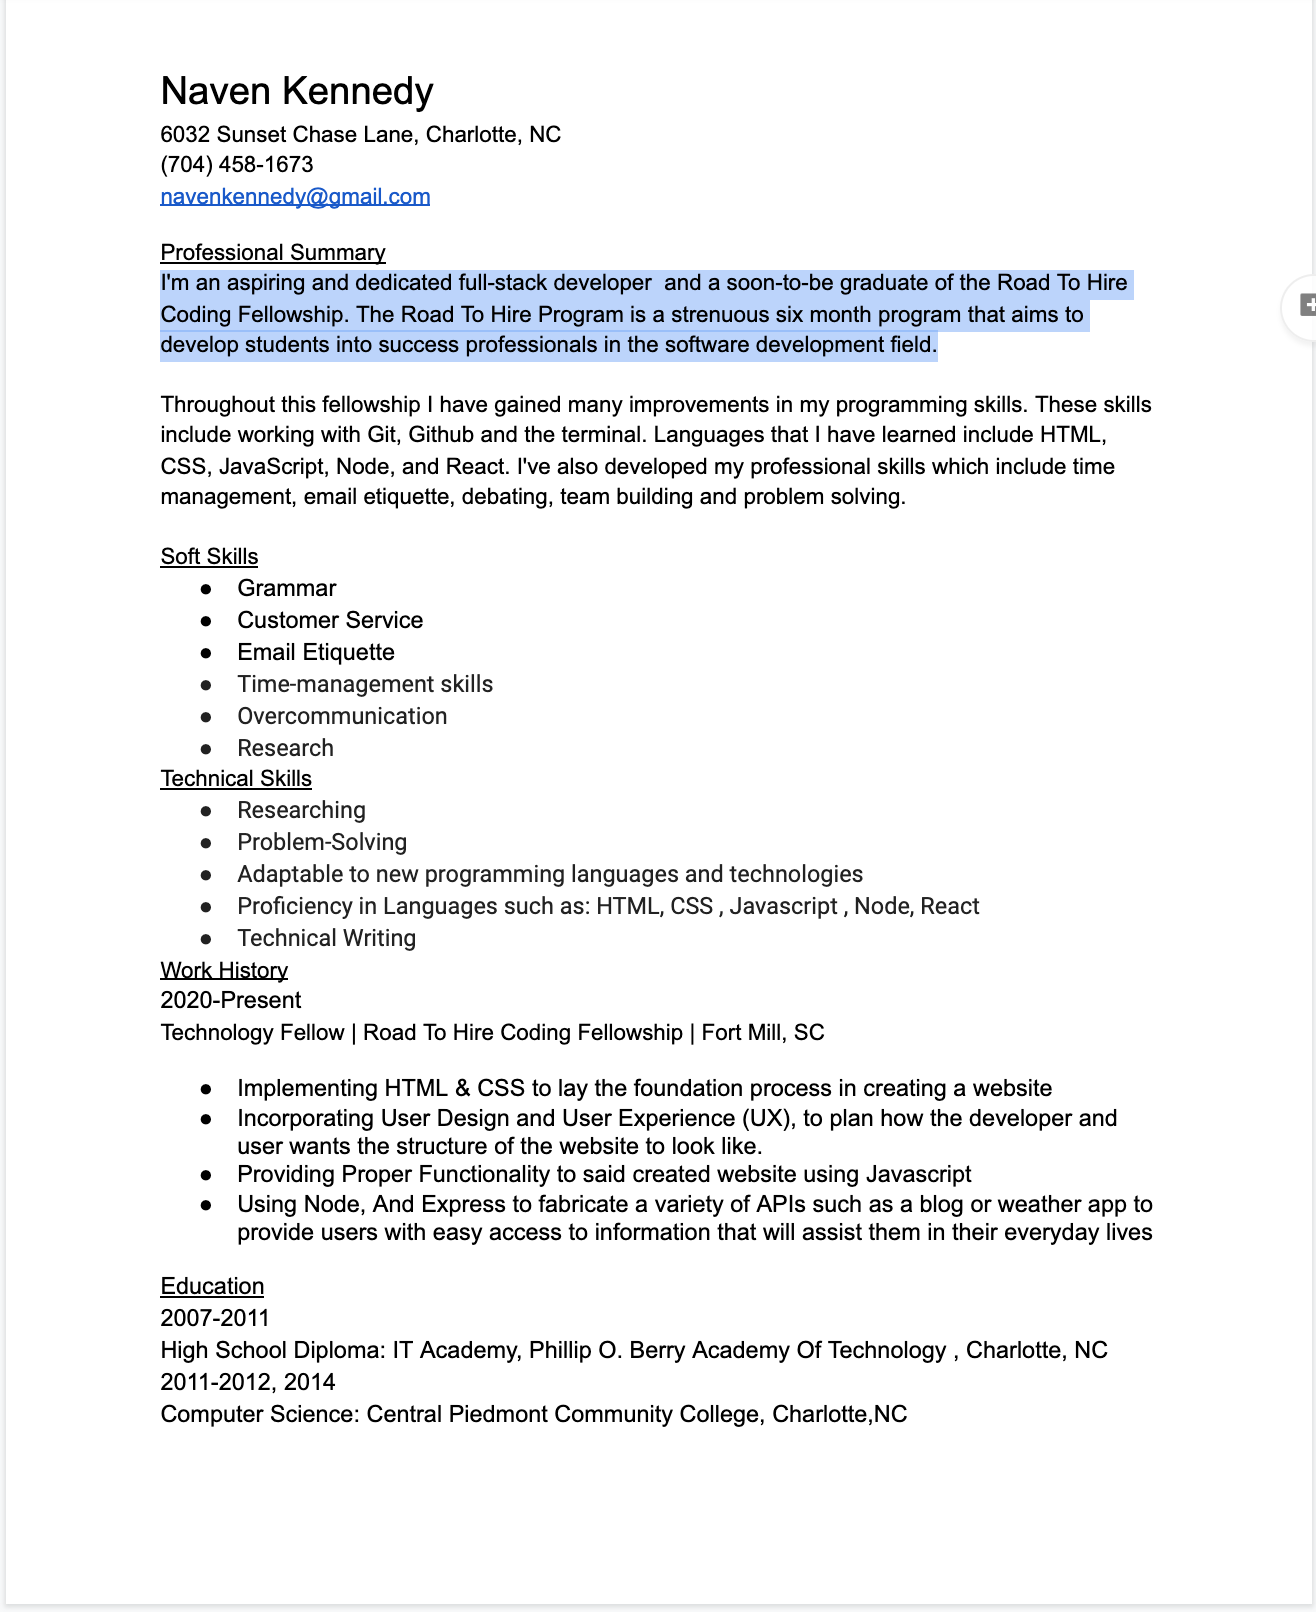 Naven Kennedy
6032 Sunset Chase Lane, Charlotte, NC
(704) 458-1673
navenkennedy@gmail.com
Professional Summary
I'm an aspiring and dedicated full-stack developer  and a soon-to-be graduate of the Road To Hire
Coding Fellowship. The Road To Hire Program is a strenuous six month program that aims to
develop students into success professionals in the software development field.
Throughout this fellowship I have gained many improvements in my programming skills. These skills
include working with Git, Github and the terminal. Languages that I have learned include HTML,
CSS, JavaScript, Node, and React. I've also developed my professional skills which include time
management, email etiquette, debating, team building and problem solving.
Soft Skills
● Grammar
● Customer Service
● Email Etiquette
● Time-management skills
● Overcommunication
● Research
Technical Skills
● Researching
● Problem-Solving
● Adaptable to new programming languages and technologies
● Proficiency in Languages such as: HTML, CSS , Javascript , Node, React
● Technical Writing
Work History
2020-Present
Technology Fellow | Road To Hire Coding Fellowship | Fort Mill, SC
● Implementing HTML & CSS to lay the foundation process in creating a website
● Incorporating User Design and User Experience (UX), to plan how the developer and
user wants the structure of the website to look like.
● Providing Proper Functionality to said created website using Javascript
● Using Node, And Express to fabricate a variety of APIs such as a blog or weather app to
provide users with easy access to information that will assist them in their everyday lives
Education
2007-2011
High School Diploma: IT Academy, Phillip O. Berry Academy Of Technology , Charlotte, NC
2011-2012, 2014
Computer Science: Central Piedmont Community College, Charlotte,NC